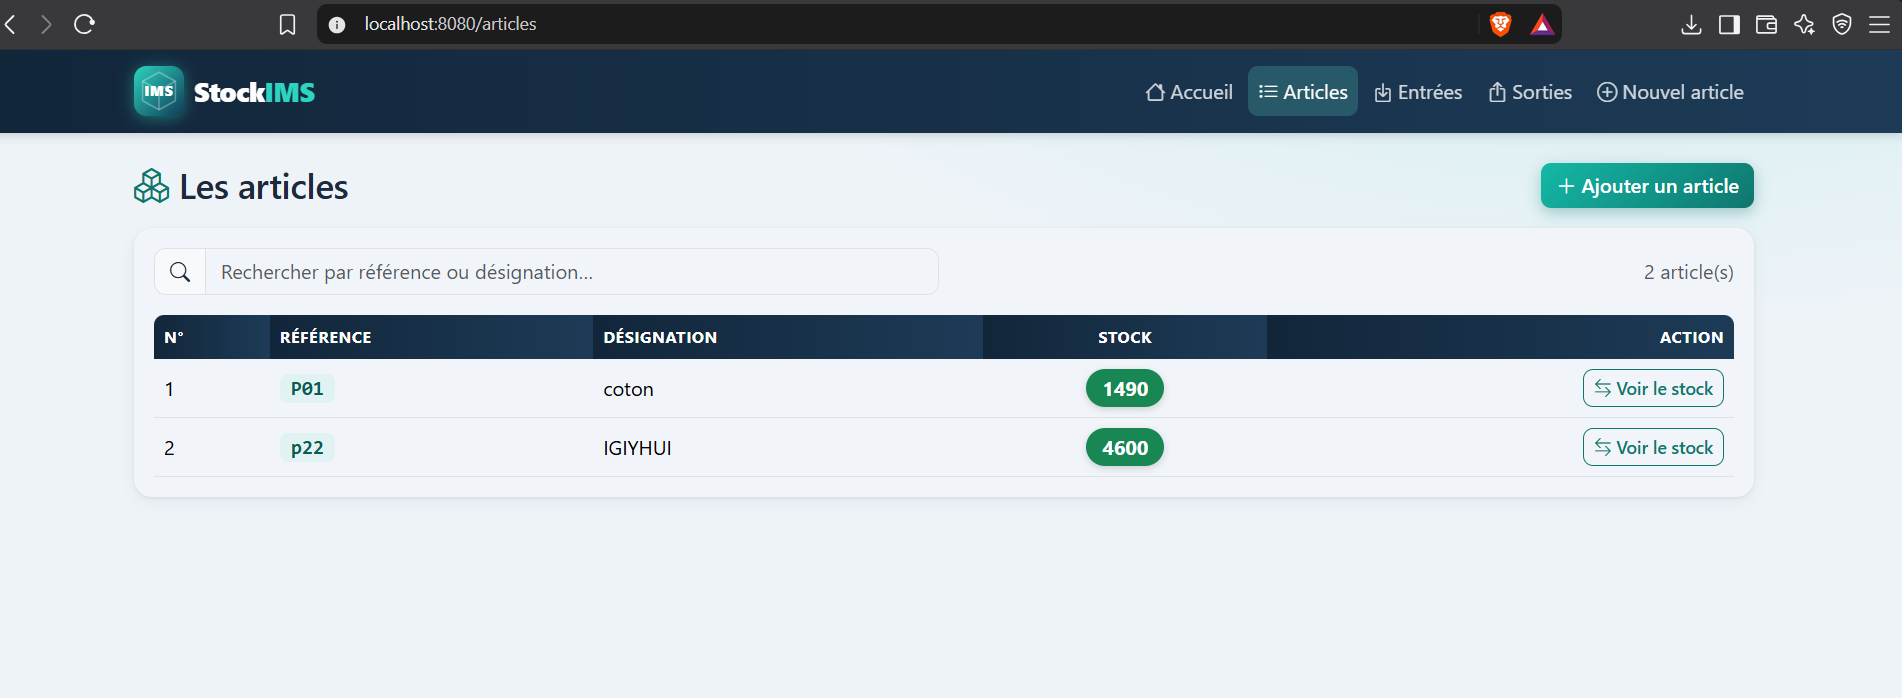 localhost:8080/articles
IMS StockIMS Accueil Articles Entrées Sorties Nouvel article
Les articles + Ajouter un article
Rechercher par référence ou désignation... 2 article(s)
N° RÉFÉRENCE DÉSIGNATION STOCK ACTION
1 P01 coton 1490 Voir le stock
2 p22 IGIYHUI 4600 Voir le stock